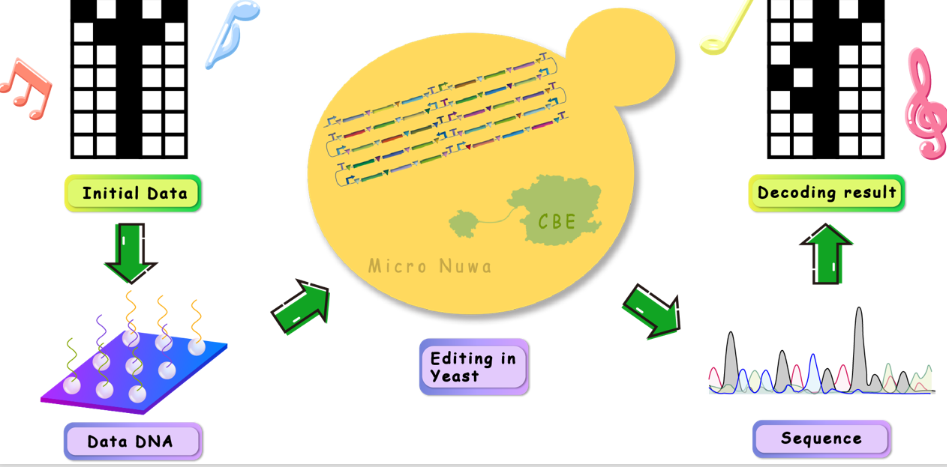 Initial Data
Data DNA
CBE
Micro Nuwa
Editing in
Yeast
Decoding result
Sequence